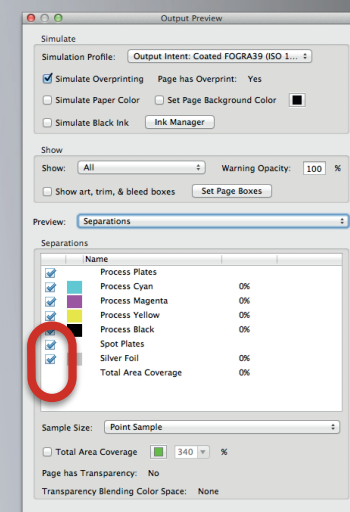 Output Preview
Simulate
Simulation Profile: Output Intent: Coated FOGRA39 (ISO 1...
Simulate Overprinting Page has Overprint: Yes
Simulate Paper Color Set Page Background Color
Simulate Black Ink Ink Manager
Show
Show: All Warning Opacity: 100 %
Show art, trim, & bleed boxes Set Page Boxes
Preview: Separations
Separations
Name
Process Plates
Process Cyan 0%
Process Magenta 0%
Process Yellow 0%
Process Black 0%
Spot Plates
Silver Foil 0%
Total Area Coverage 0%
Sample Size: Point Sample
Total Area Coverage 340 %
Page has Transparency: No
Transparency Blending Color Space: None